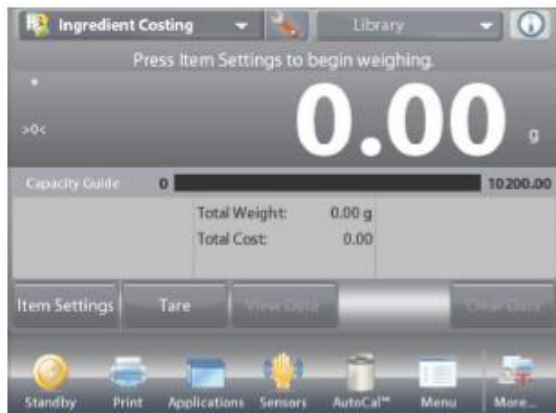 Ingredient Costing Library
Press Item Settings to begin weighing.
*
>0<
0.00 g
Capacity Guide 0 10200.00
Total Weight: 0.00 g
Total Cost: 0.00
Item Settings Tare View Data Clear Data
Standby Print Applications Sensors AutoCal™ Menu More...